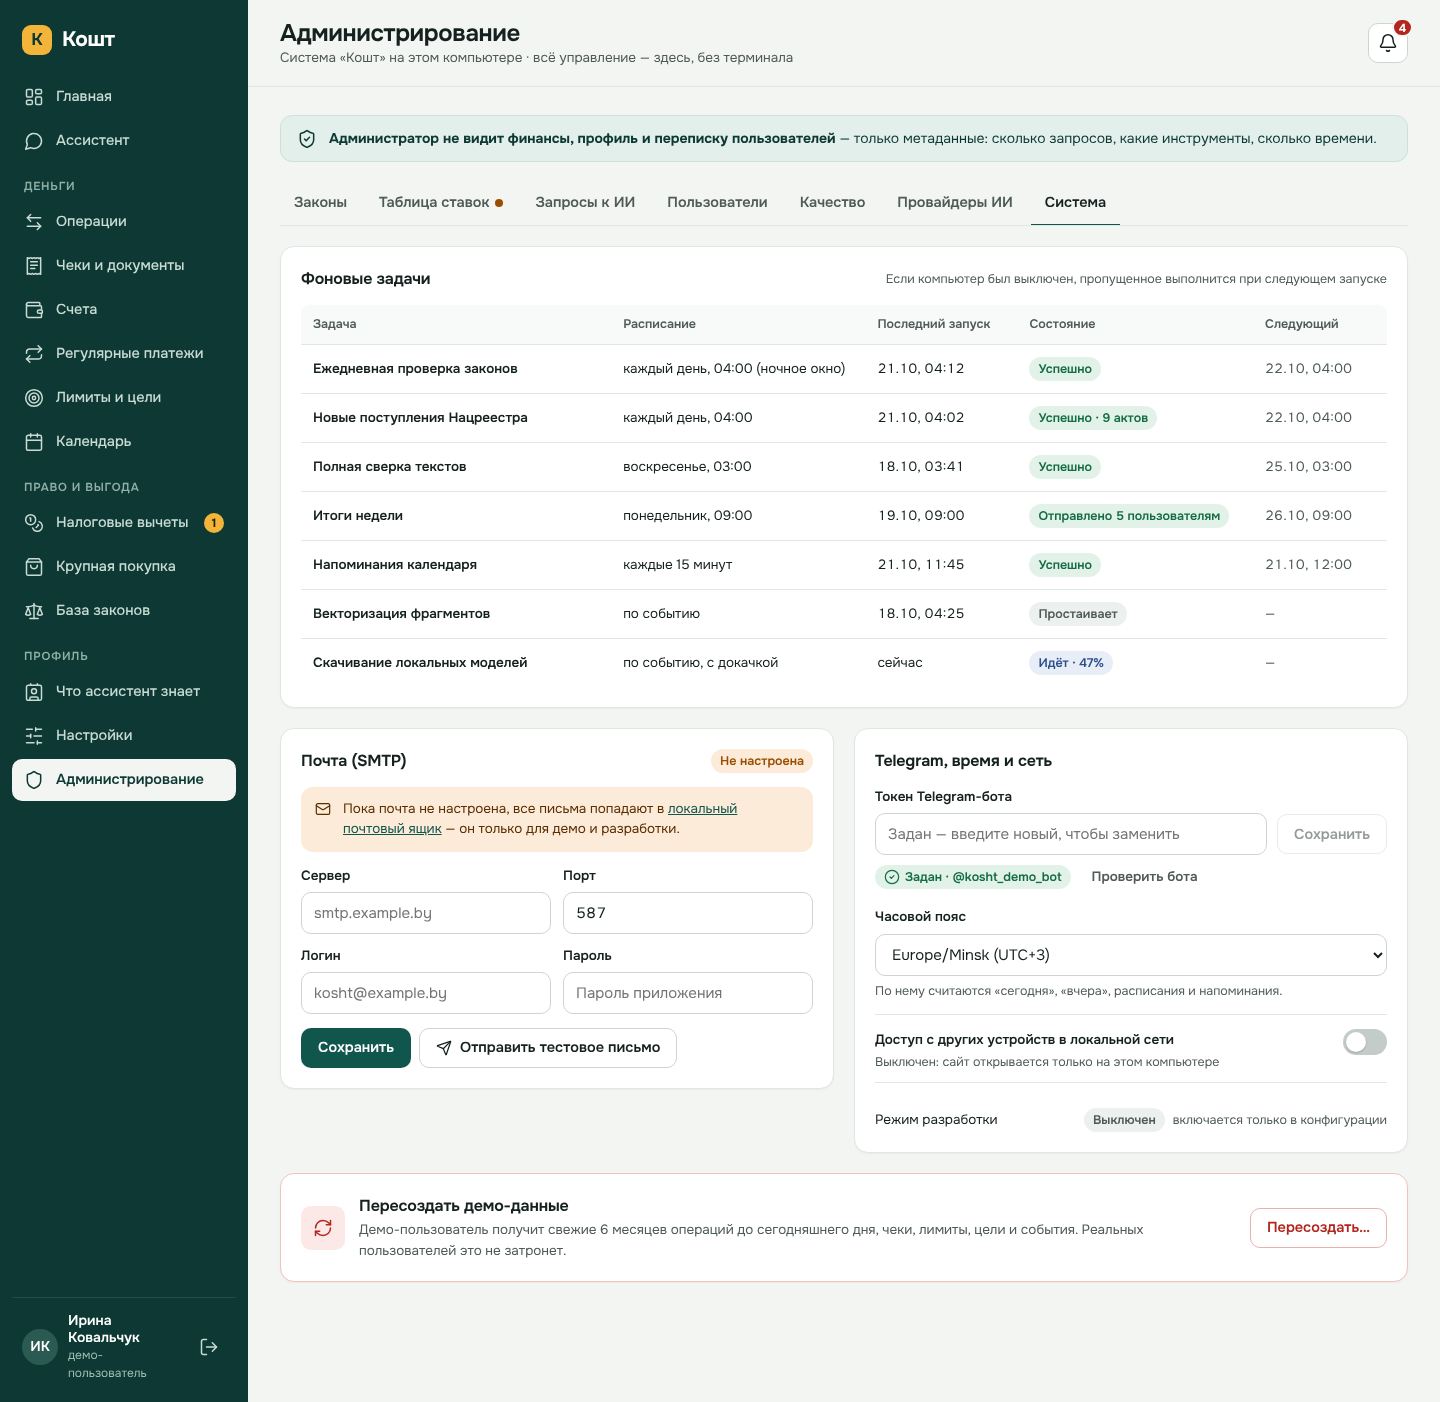 К Кошт
Главная
Ассистент
ДЕНЬГИ
Операции
Чеки и документы
Счета
Регулярные платежи
Лимиты и цели
Календарь
ПРАВО И ВЫГОДА
Налоговые вычеты 1
Крупная покупка
База законов
ПРОФИЛЬ
Что ассистент знает
Настройки
Администрирование
ИК
Ирина
Ковальчук
демо-
пользователь
Администрирование
Система «Кошт» на этом компьютере · всё управление — здесь, без терминала
4
Администратор не видит финансы, профиль и переписку пользователей — только метаданные: сколько запросов, какие инструменты, сколько времени.
Законы Таблица ставок Запросы к ИИ Пользователи Качество Провайдеры ИИ Система
Фоновые задачи Если компьютер был выключен, пропущенное выполнится при следующем запуске
Задача Расписание Последний запуск Состояние Следующий
Ежедневная проверка законов каждый день, 04:00 (ночное окно) 21.10, 04:12 Успешно 22.10, 04:00
Новые поступления Нацреестра каждый день, 04:00 21.10, 04:02 Успешно · 9 актов 22.10, 04:00
Полная сверка текстов воскресенье, 03:00 18.10, 03:41 Успешно 25.10, 03:00
Итоги недели понедельник, 09:00 19.10, 09:00 Отправлено 5 пользователям 26.10, 09:00
Напоминания календаря каждые 15 минут 21.10, 11:45 Успешно 21.10, 12:00
Векторизация фрагментов по событию 18.10, 04:25 Простаивает —
Скачивание локальных моделей по событию, с докачкой сейчас Идёт · 47% —
Почта (SMTP) Не настроена
Пока почта не настроена, все письма попадают в локальный
почтовый ящик — он только для демо и разработки.
Сервер Порт
smtp.example.by 587
Логин Пароль
kosht@example.by Пароль приложения
Сохранить Отправить тестовое письмо
Telegram, время и сеть
Токен Telegram-бота
Задан — введите новый, чтобы заменить Сохранить
Задан · @kosht_demo_bot Проверить бота
Часовой пояс
Europe/Minsk (UTC+3)
По нему считаются «сегодня», «вчера», расписания и напоминания.
Доступ с других устройств в локальной сети
Выключен: сайт открывается только на этом компьютере
Режим разработки Выключен включается только в конфигурации
Пересоздать демо-данные
Демо-пользователь получит свежие 6 месяцев операций до сегодняшнего дня, чеки, лимиты, цели и события. Реальных
пользователей это не затронет.
Пересоздать...